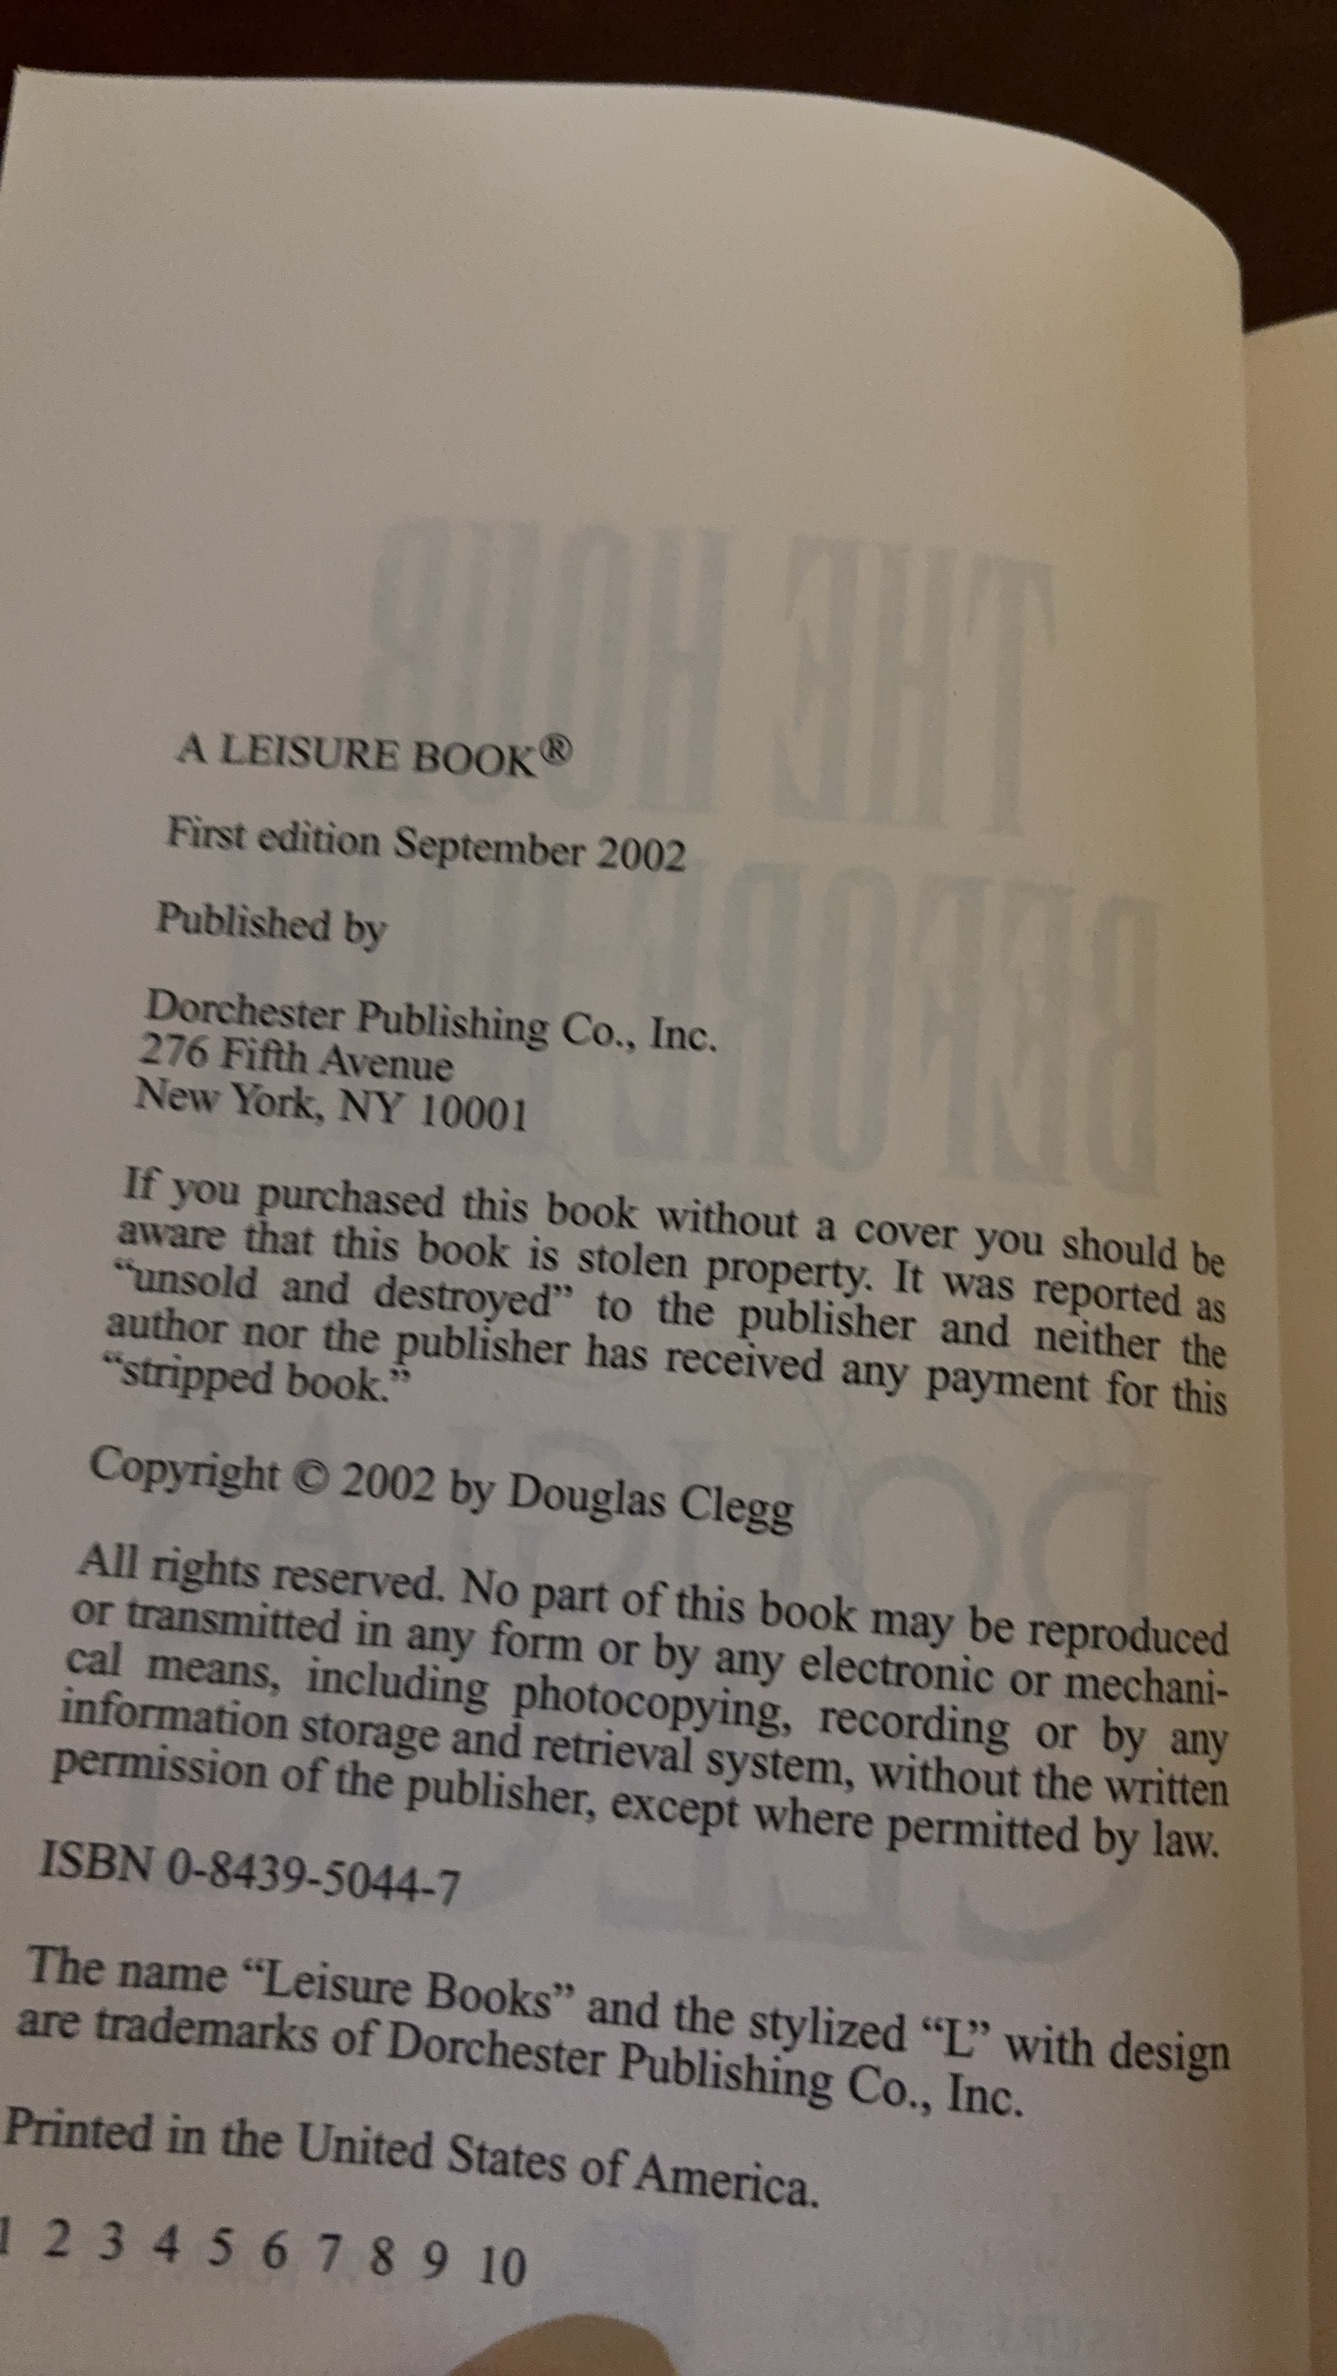 A LEISURE BOOK®
First edition September 2002
Published by
Dorchester Publishing Co., Inc.
276 Fifth Avenue
New York, NY 10001
If you purchased this book without a cover you should be
aware that this book is stolen property. It was reported as
“unsold and destroyed” to the publisher and neither the
author nor the publisher has received any payment for this
“stripped book.”
Copyright © 2002 by Douglas Clegg
All rights reserved. No part of this book may be reproduced
or transmitted in any form or by any electronic or mechani-
cal means, including photocopying, recording or by any
information storage and retrieval system, without the written
permission of the publisher, except where permitted by law.
ISBN 0-8439-5044-7
The name “Leisure Books” and the stylized “L” with design
are trademarks of Dorchester Publishing Co., Inc.
Printed in the United States of America.
1 2 3 4 5 6 7 8 9 10